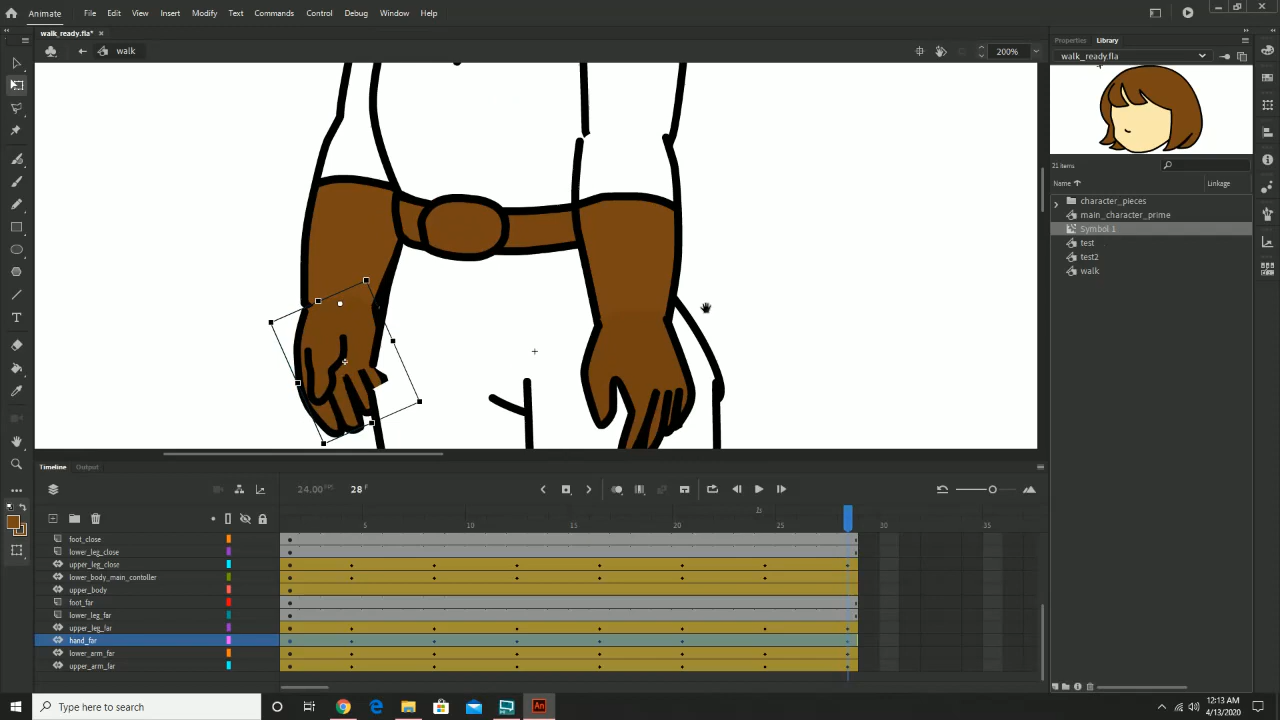 Animate File Edit View Insert Modify Text Commands Control Debug Window Help
walk_ready.fla*
walk 200%
Properties Library
walk_ready.fla
21 items
Name Linkage
character_pieces
main_character_prime
Symbol 1
test
test2
walk
Timeline Output
24.00 FPS 28 F
1s
5 10 15 20 25 30 35
foot_close
lower_leg_close
upper_leg_close
lower_body_main_contoller
upper_body
foot_far
lower_leg_far
upper_leg_far
hand_far
lower_arm_far
upper_arm_far
Type here to search
An
12:13 AM
4/13/2020